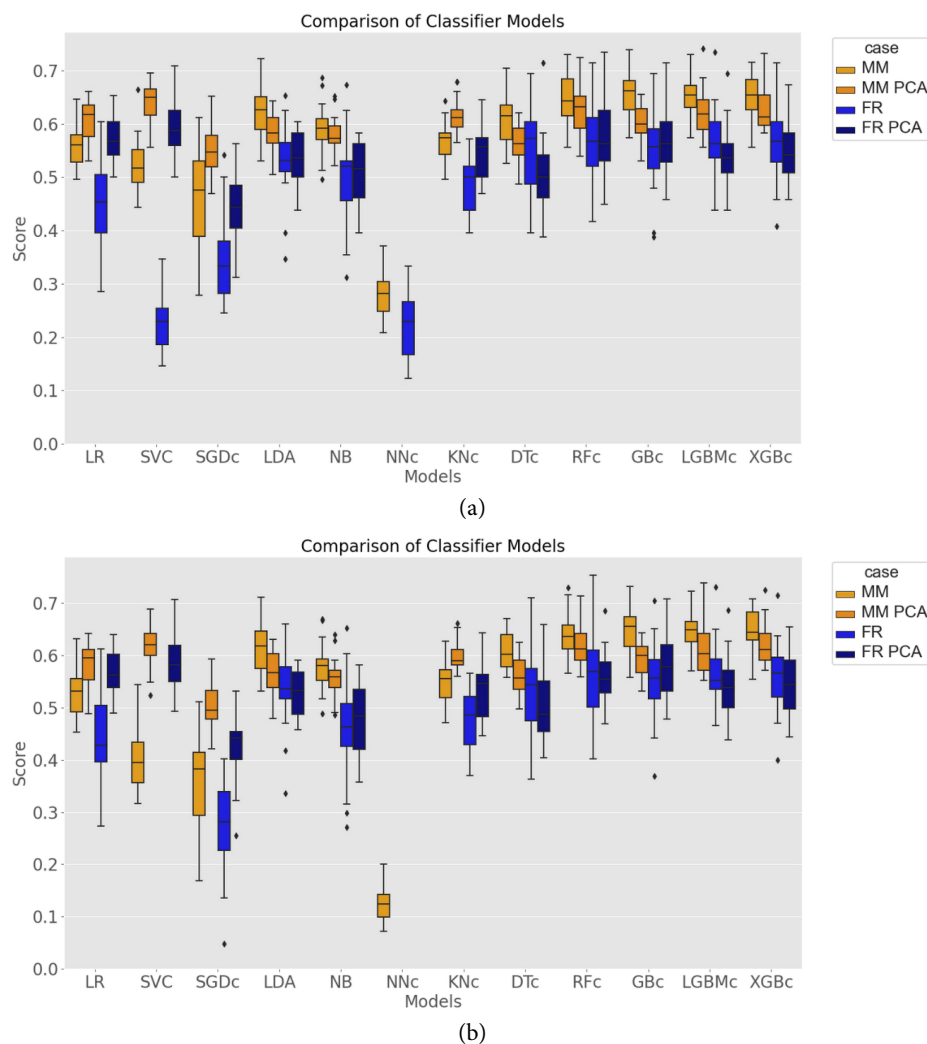 Comparison of Classifier Models
case
MM
MM PCA
FR
FR PCA
Score
0.7
0.6
0.5
0.4
0.3
0.2
0.1
0.0
LR SVC SGDc LDA NB NNc KNc DTc RFc GBc LGBMc XGBc
Models
(a)
Comparison of Classifier Models
case
MM
MM PCA
FR
FR PCA
Score
0.7
0.6
0.5
0.4
0.3
0.2
0.1
0.0
LR SVC SGDc LDA NB NNc KNc DTc RFc GBc LGBMc XGBc
Models
(b)